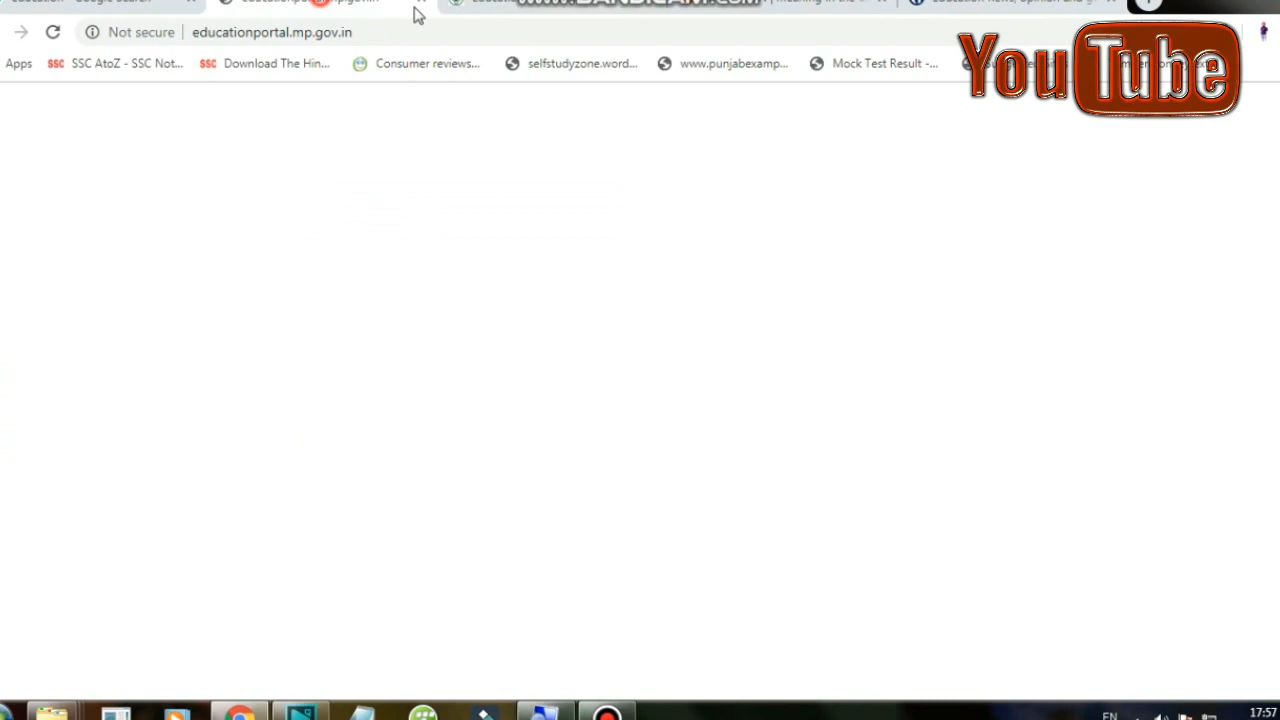 WWW.BANDICAM.COM
Not secure educationportal.mp.gov.in
Apps SSC AtoZ - SSC Not... Download The Hin... Consumer reviews... selfstudyzone.word... www.punjabexamp... Mock Test Result -...
YouTube
EN 17:57